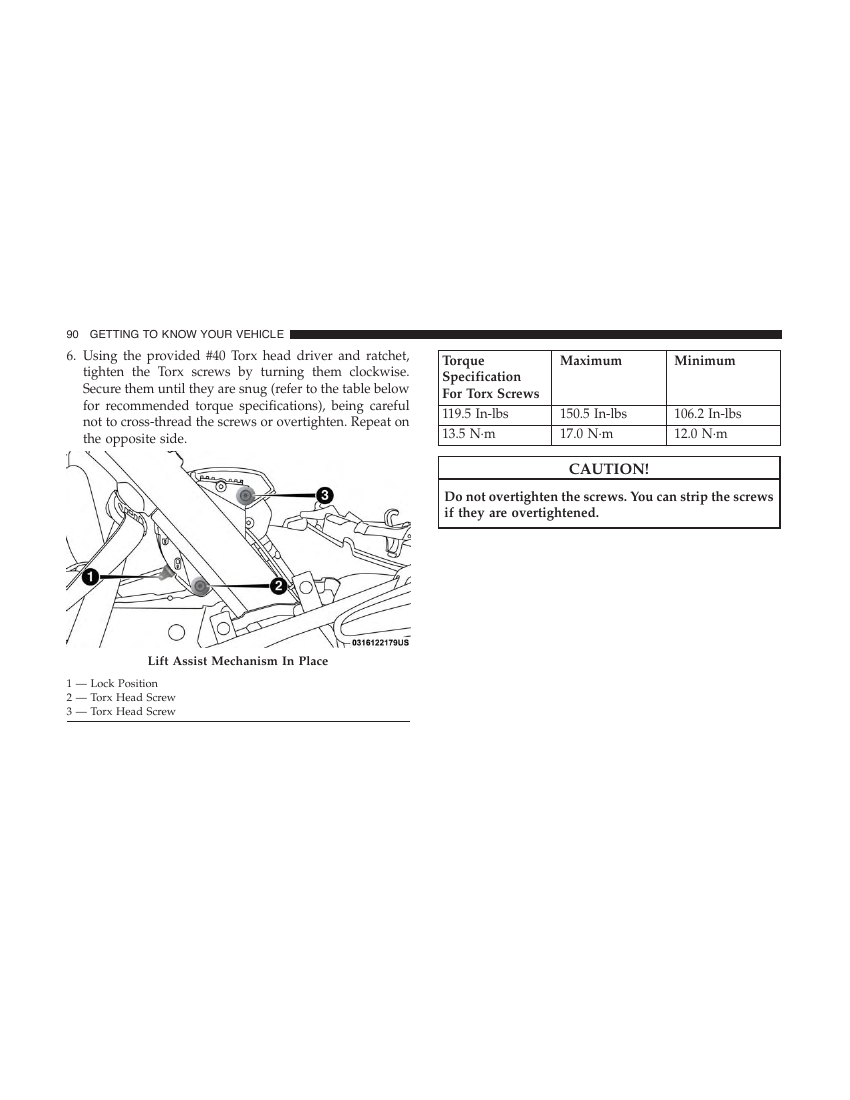 90 GETTING TO KNOW YOUR VEHICLE
6. Using the provided #40 Torx head driver and ratchet,
tighten the Torx screws by turning them clockwise.
Secure them until they are snug (refer to the table below
for recommended torque specifications), being careful
not to cross-thread the screws or overtighten. Repeat on
the opposite side.
1
2
3
0316122179US
Lift Assist Mechanism In Place
1 — Lock Position
2 — Torx Head Screw
3 — Torx Head Screw
Torque Maximum Minimum
Specification
For Torx Screws
119.5 In-lbs 150.5 In-lbs 106.2 In-lbs
13.5 N·m 17.0 N·m 12.0 N·m
CAUTION!
Do not overtighten the screws. You can strip the screws
if they are overtightened.